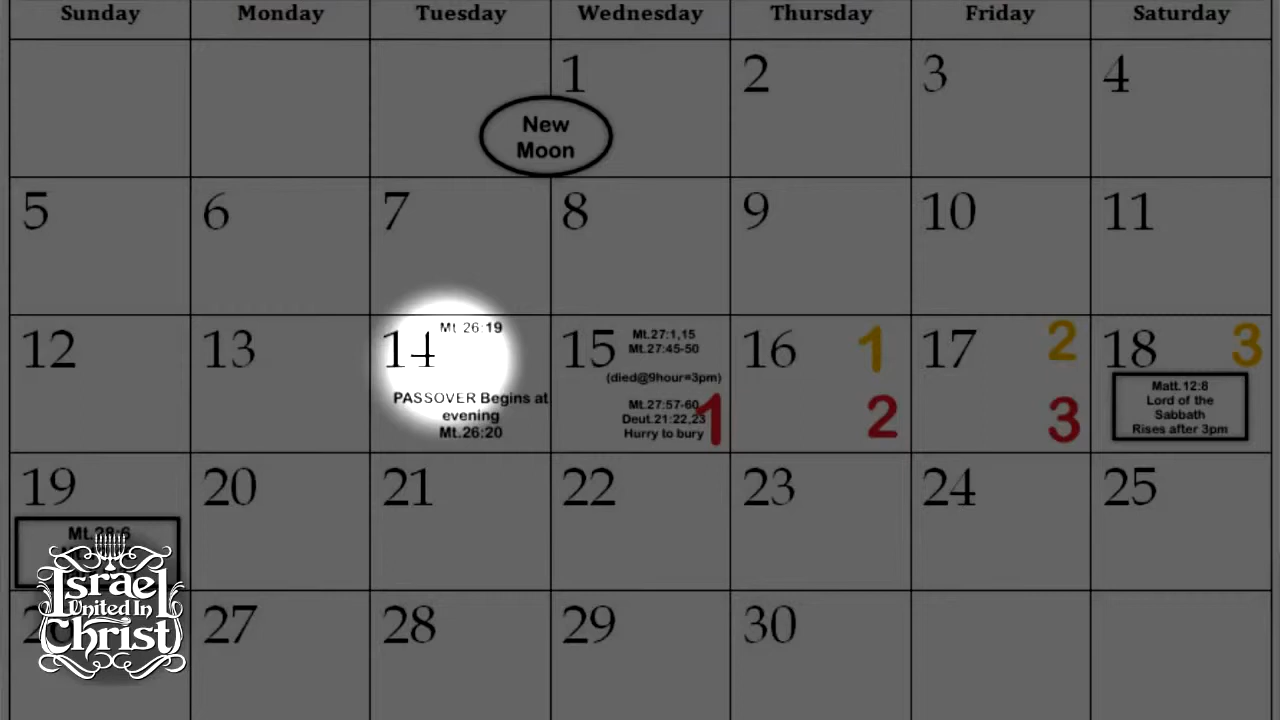 Sunday Monday Tuesday Wednesday Thursday Friday Saturday
1 2 3 4
New
Moon
5 6 7 8 9 10 11
12 13 14 15 16 17 18
Mt. 26:19
PASSOVER Begins at
evening
Mt.26:20
Mt.27:1,15
Mt.27:45-50
(died@9hour=3pm)
Mt.27:57-60
Deut.21:22,23
Hurry to bury
1
1
2
2
3
3
Matt.12:8
Lord of the
Sabbath
Rises after 3pm
19 20 21 22 23 24 25
Mt.28:6
27 28 29 30
Israel
United In
Christ